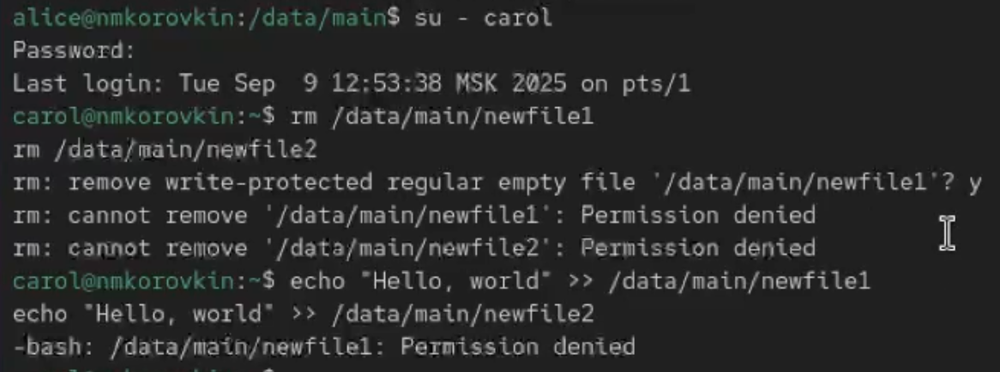 alice@nmkorovkin:/data/main$ su - carol
Password:
Last login: Tue Sep  9 12:53:38 MSK 2025 on pts/1
carol@nmkorovkin:~$ rm /data/main/newfile1
rm /data/main/newfile2
rm: remove write-protected regular empty file '/data/main/newfile1'? y
rm: cannot remove '/data/main/newfile1': Permission denied
rm: cannot remove '/data/main/newfile2': Permission denied
carol@nmkorovkin:~$ echo "Hello, world" >> /data/main/newfile1
echo "Hello, world" >> /data/main/newfile2
-bash: /data/main/newfile1: Permission denied